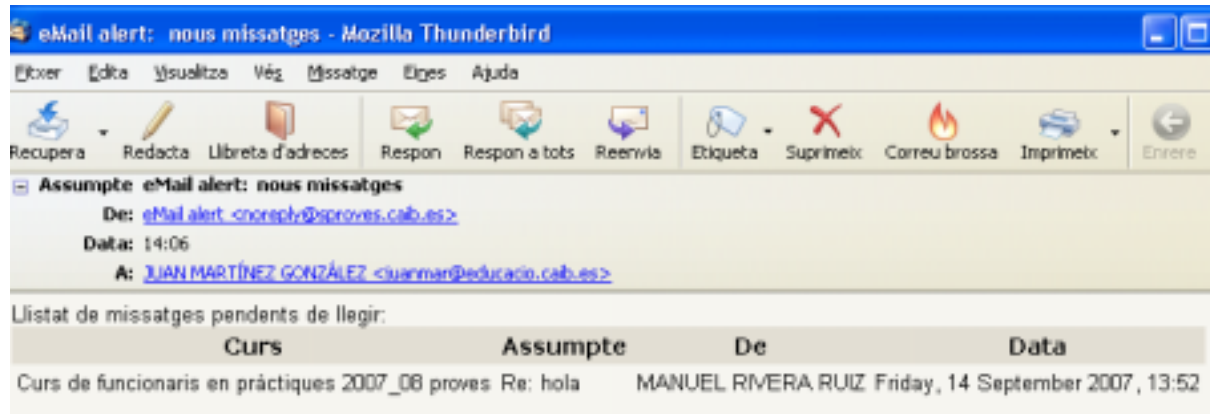 eMail alert: nous missatges - Mozilla Thunderbird
Fitxer Edita Visualitza Vés Missatge Eines Ajuda
Recupera Redacta Llibreta d'adreces Respon Respon a tots Reenvia Etiqueta Suprimeix Correu brossa Imprimeix Enrere
Assumpte eMail alert: nous missatges
De: eMail alert <noreply@sproves.caib.es>
Data: 14:06
A: JUAN MARTÍNEZ GONZÁLEZ <juanmar@educacio.caib.es>
Llistat de missatges pendents de llegir:
Curs Assumpte De Data
Curs de funcionaris en pràctiques 2007_08 proves Re: hola MANUEL RIVERA RUIZ Friday, 14 September 2007, 13:52